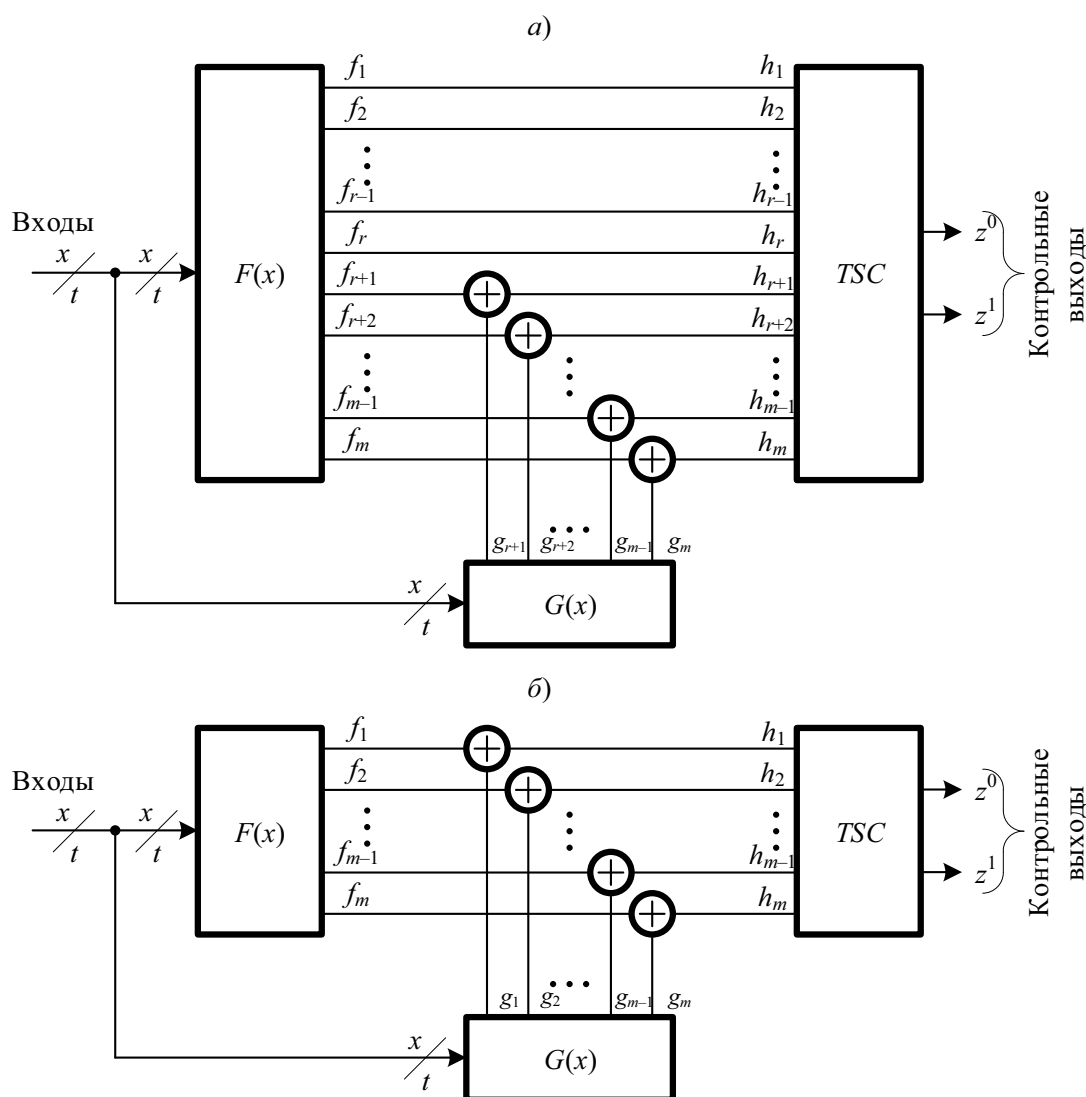 а)
f₁ h₁
f₂ h₂
fᵣ₋₁ hᵣ₋₁
fᵣ hᵣ
fᵣ₊₁ hᵣ₊₁
fᵣ₊₂ hᵣ₊₂
fₘ₋₁ hₘ₋₁
fₘ hₘ
Входы
x
t
x
t
F(x)
TSC
z⁰
z¹
Контрольные
выходы
gᵣ₊₁ gᵣ₊₂ gₘ₋₁ gₘ
x
t
G(x)
б)
f₁ h₁
f₂ h₂
fₘ₋₁ hₘ₋₁
fₘ hₘ
Входы
x
t
x
t
F(x)
TSC
z⁰
z¹
Контрольные
выходы
g₁ g₂ gₘ₋₁ gₘ
x
t
G(x)